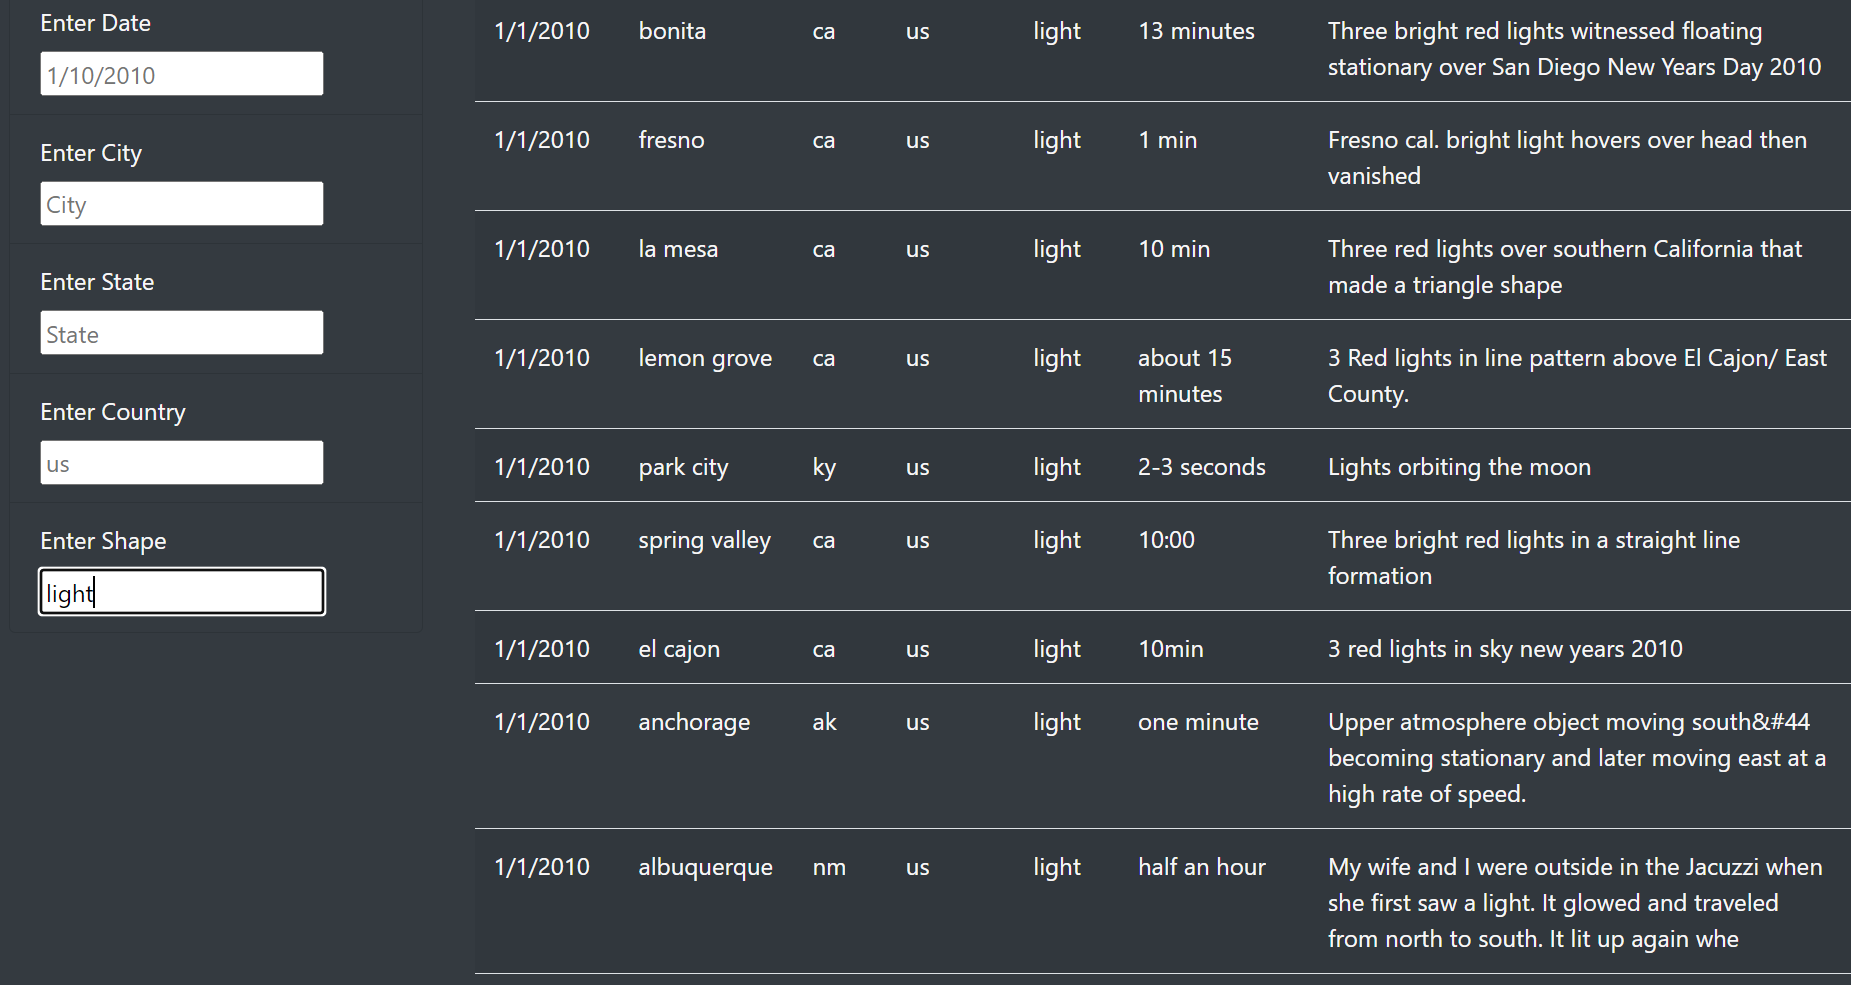 Enter Date
1/10/2010
Enter City
City
Enter State
State
Enter Country
us
Enter Shape
light
1/1/2010 bonita ca us light 13 minutes Three bright red lights witnessed floating
stationary over San Diego New Years Day 2010
1/1/2010 fresno ca us light 1 min Fresno cal. bright light hovers over head then
vanished
1/1/2010 la mesa ca us light 10 min Three red lights over southern California that
made a triangle shape
1/1/2010 lemon grove ca us light about 15 3 Red lights in line pattern above El Cajon/ East
minutes County.
1/1/2010 park city ky us light 2-3 seconds Lights orbiting the moon
1/1/2010 spring valley ca us light 10:00 Three bright red lights in a straight line
formation
1/1/2010 el cajon ca us light 10min 3 red lights in sky new years 2010
1/1/2010 anchorage ak us light one minute Upper atmosphere object moving south&#44
becoming stationary and later moving east at a
high rate of speed.
1/1/2010 albuquerque nm us light half an hour My wife and I were outside in the Jacuzzi when
she first saw a light. It glowed and traveled
from north to south. It lit up again whe